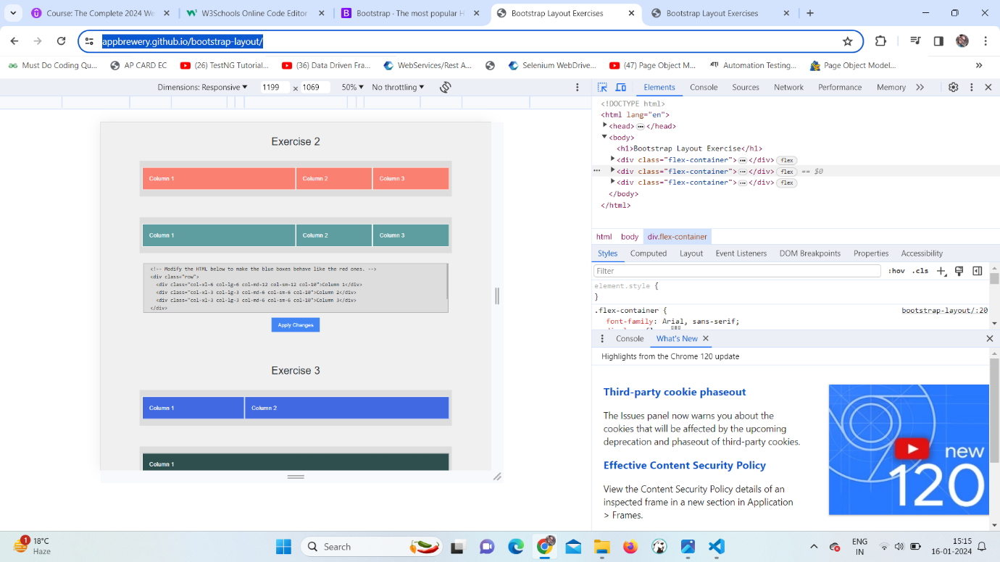 Course: The Complete 2024 We
W3Schools Online Code Editor
Bootstrap · The most popular H
Bootstrap Layout Exercises
Bootstrap Layout Exercises
appbrewery.github.io/bootstrap-layout/
Must Do Coding Qu...
AP CARD EC
(26) TestNG Tutorial...
(36) Data Driven Fra...
WebServices/Rest A...
Selenium WebDrive...
(47) Page Object M...
Automation Testing...
Page Object Model...
Dimensions: Responsive 1199 × 1069 50% No throttling
Elements Console Sources Network Performance Memory
Exercise 2
Column 1 Column 2 Column 3
Column 1 Column 2 Column 3
<!-- Modify the HTML below to make the blue boxes behave like the red ones. -->
<div class="row">
<div class="col-xl-6 col-lg-6 col-md-12 col-sm-12 col-10">Column 1</div>
<div class="col-xl-3 col-lg-3 col-md-6 col-sm-6 col-10">Column 2</div>
<div class="col-xl-3 col-lg-3 col-md-6 col-sm-6 col-10">Column 3</div>
</div>
Apply Changes
Exercise 3
Column 1 Column 2
Column 1
<!DOCTYPE html>
<html lang="en">
<head>…</head>
<body>
<h1>Bootstrap Layout Exercise</h1>
<div class="flex-container">…</div> flex
<div class="flex-container">…</div> flex == $0
<div class="flex-container">…</div> flex
</body>
</html>
html body div.flex-container
Styles Computed Layout Event Listeners DOM Breakpoints Properties Accessibility
Filter :hov .cls
element.style {
}
.flex-container { bootstrap-layout/:20
font-family: Arial, sans-serif;
Console What's New
Highlights from the Chrome 120 update
Third-party cookie phaseout
The Issues panel now warns you about the
cookies that will be affected by the upcoming
deprecation and phaseout of third-party cookies.
Effective Content Security Policy
View the Content Security Policy details of an
inspected frame in a new section in Application
> Frames.
new
120
1
18°C
Haze
Search
ENG
IN
15:15
16-01-2024